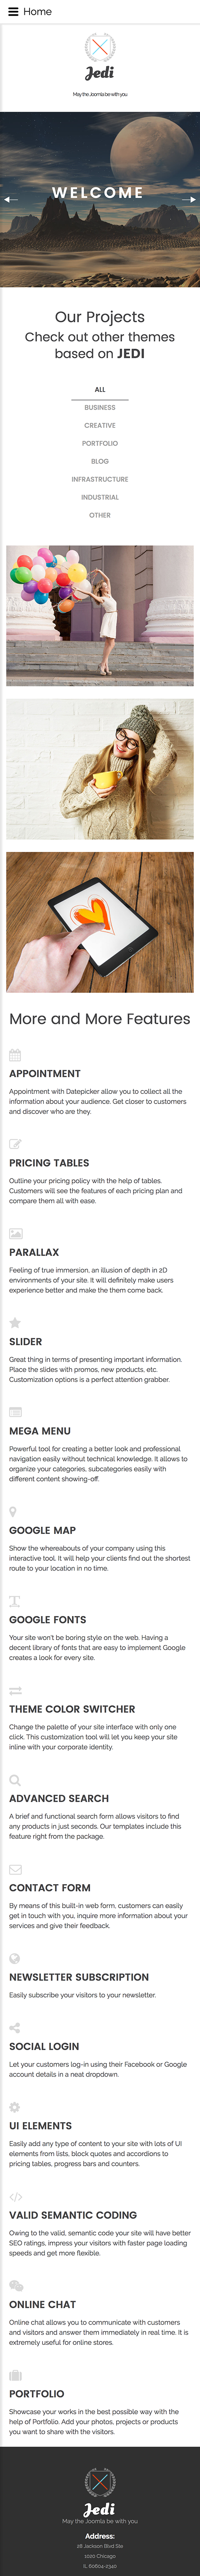 Home
Jedi
May the Joomla be with you
WELCOME
Our Projects
Check out other themes
based on JEDI
ALL
BUSINESS
CREATIVE
PORTFOLIO
BLOG
INFRASTRUCTURE
INDUSTRIAL
OTHER
More and More Features
APPOINTMENT
Appointment with Datepicker allow you to collect all the
information about your audience. Get closer to customers
and discover who are they.
PRICING TABLES
Outline your pricing policy with the help of tables.
Customers will see the features of each pricing plan and
compare them all with ease.
PARALLAX
Feeling of true immersion, an illusion of depth in 2D
environments of your site. It will definitely make users
experience better and make the them come back.
SLIDER
Great thing in terms of presenting important information.
Place the slides with promos, new products, etc.
Customization options is a perfect attention grabber.
MEGA MENU
Powerful tool for creating a better look and professional
navigation easily without technical knowledge. It allows to
organize your categories, subcategories easily with
different content showing-off.
GOOGLE MAP
Show the whereabouts of your company using this
interactive tool. It will help your clients find out the shortest
route to your location in no time.
GOOGLE FONTS
Your site won't be boring style on the web. Having a
decent library of fonts that are easy to implement Google
creates a look for every site.
THEME COLOR SWITCHER
Change the palette of your site interface with only one
click. This customization tool will let you keep your site
inline with your corporate identity.
ADVANCED SEARCH
A brief and functional search form allows visitors to find
any products in just seconds. Our templates include this
feature right from the package.
CONTACT FORM
By means of this built-in web form, customers can easily
get in touch with you, inquire more information about your
services and give their feedback.
NEWSLETTER SUBSCRIPTION
Easily subscribe your visitors to your newsletter.
SOCIAL LOGIN
Let your customers log-in using their Facebook or Google
account details in a neat dropdown.
UI ELEMENTS
Easily add any type of content to your site with lots of UI
elements from lists, block quotes and accordions to
pricing tables, progress bars and counters.
VALID SEMANTIC CODING
Owing to the valid, semantic code your site will have better
SEO ratings, impress your visitors with faster page loading
speeds and get more flexible.
ONLINE CHAT
Online chat allows you to communicate with customers
and visitors and answer them immediately in real time. It is
extremely useful for online stores.
PORTFOLIO
Showcase your works in the best possible way with the
help of Portfolio. Add your photos, projects or products
you want to share with the visitors.
Jedi
May the Joomla be with you
Address:
28 Jackson Blvd Ste
1020 Chicago
IL 60604-2340